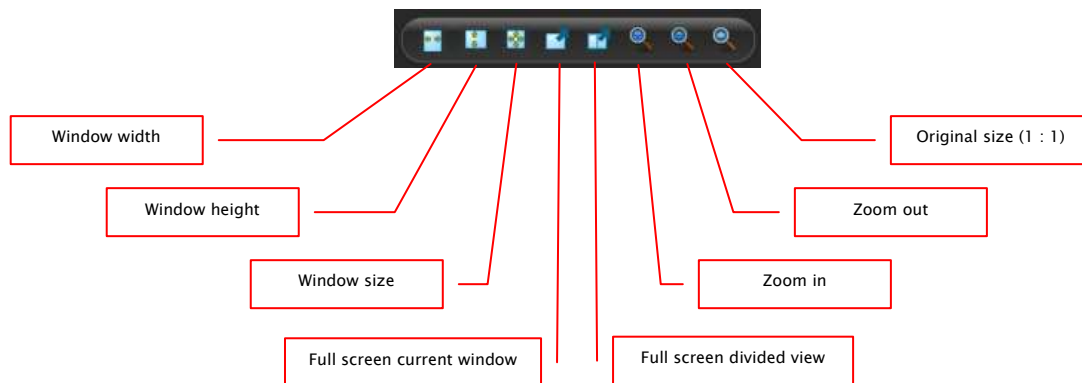 Window width
Original size (1 : 1)
Window height
Zoom out
Window size
Zoom in
Full screen current window
Full screen divided view